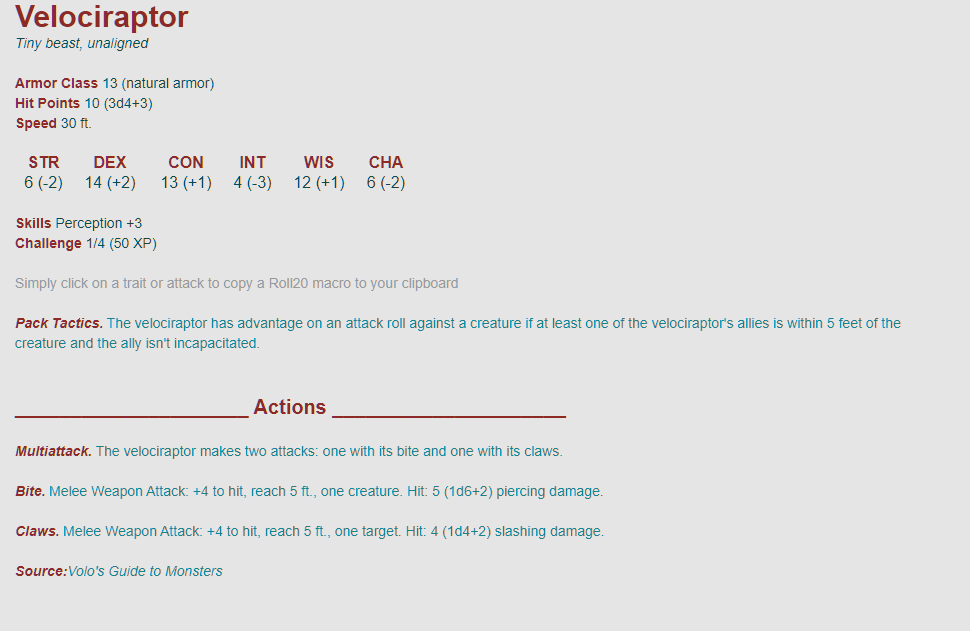 Velociraptor
Tiny beast, unaligned
Armor Class 13 (natural armor)
Hit Points 10 (3d4+3)
Speed 30 ft.
STR DEX CON INT WIS CHA
6 (-2) 14 (+2) 13 (+1) 4 (-3) 12 (+1) 6 (-2)
Skills Perception +3
Challenge 1/4 (50 XP)
Simply click on a trait or attack to copy a Roll20 macro to your clipboard
Pack Tactics. The velociraptor has advantage on an attack roll against a creature if at least one of the velociraptor's allies is within 5 feet of the
creature and the ally isn't incapacitated.
_____________________ Actions _____________________
Multiattack. The velociraptor makes two attacks: one with its bite and one with its claws.
Bite. Melee Weapon Attack: +4 to hit, reach 5 ft., one creature. Hit: 5 (1d6+2) piercing damage.
Claws. Melee Weapon Attack: +4 to hit, reach 5 ft., one target. Hit: 4 (1d4+2) slashing damage.
Source:Volo's Guide to Monsters